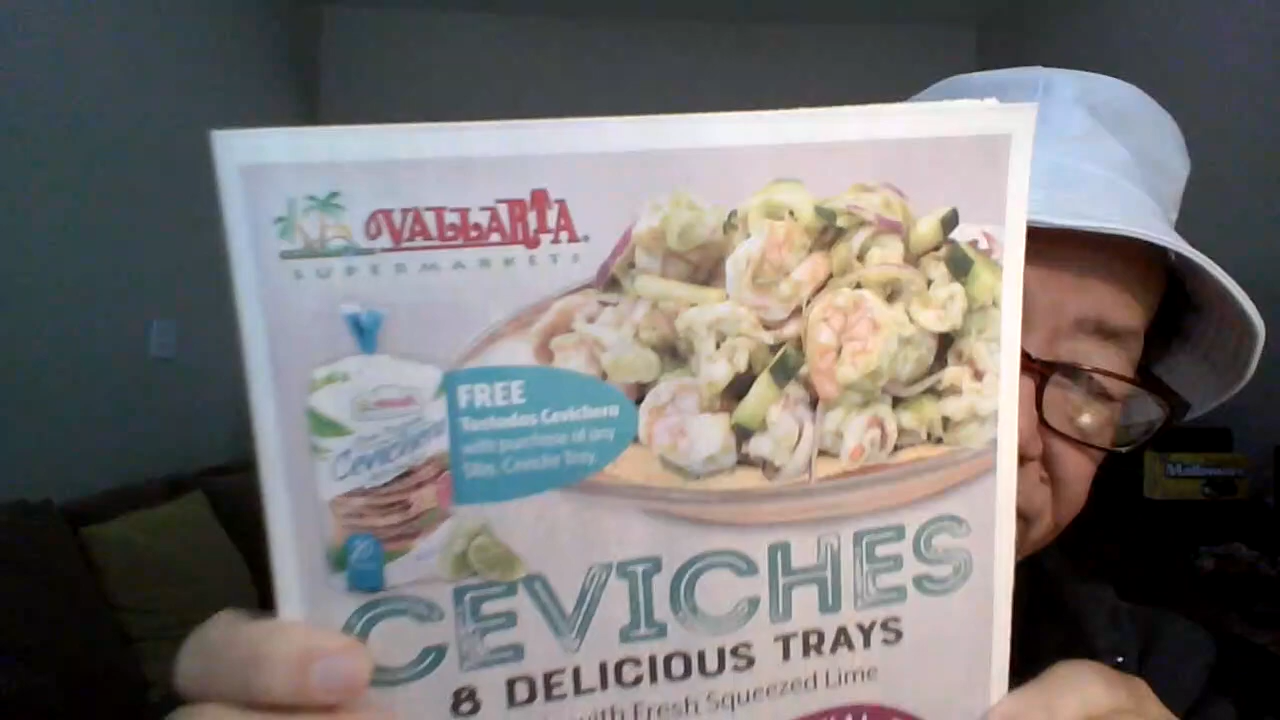 VALLARTA
SUPERMARKETS
FREE
Tostadas Cevichera
with purchase of any
5lbs. Ceviche Tray
CEVICHES
8 DELICIOUS TRAYS
with Fresh Squeezed Lime